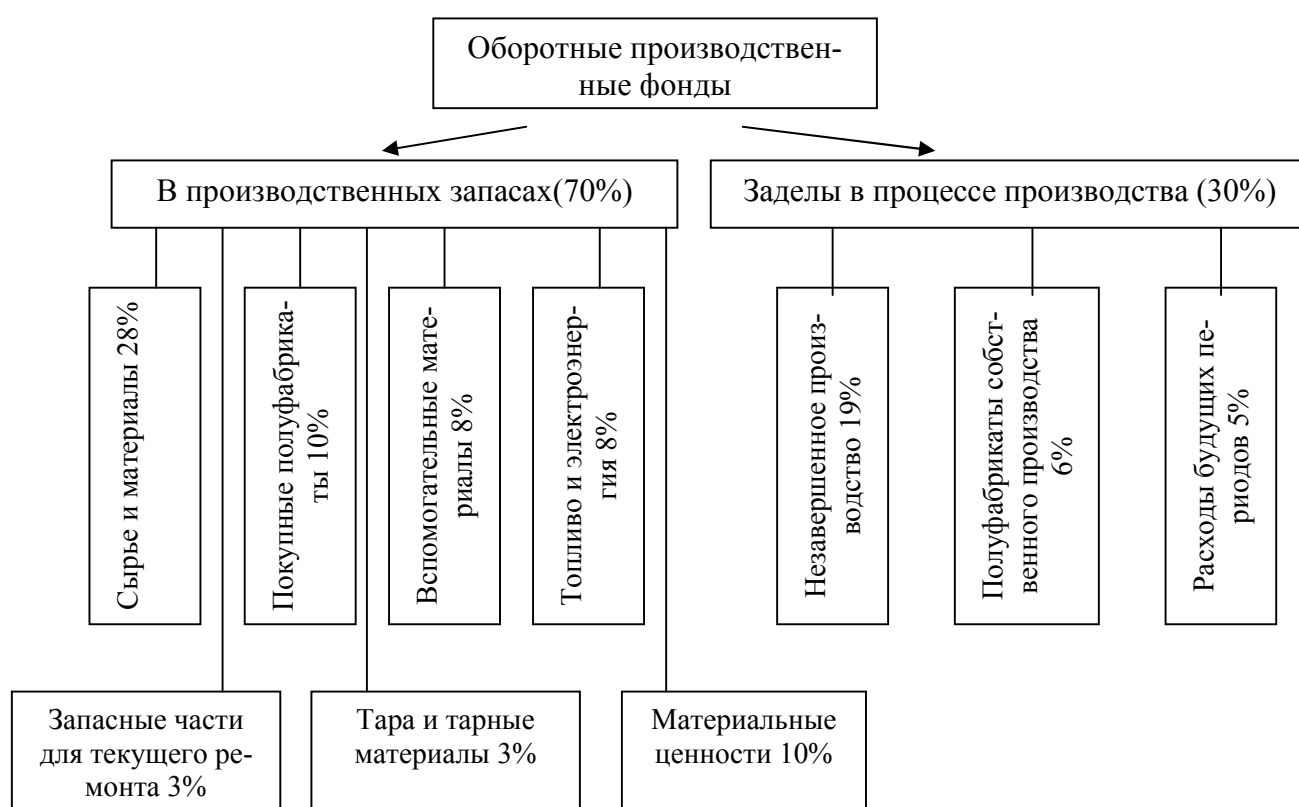 Оборотные производствен-
ные фонды
В производственных запасах(70%)
Заделы в процессе производства (30%)
Сырье и материалы 28%
Покупные полуфабрика-
ты 10%
Вспомогательные мате-
риалы 8%
Топливо и электроэнер-
гия 8%
Незавершенное произ-
водство 19%
Полуфабрикаты собст-
венного производства
6%
Расходы будущих пе-
риодов 5%
Запасные части
для текущего ре-
монта 3%
Тара и тарные
материалы 3%
Материальные
ценности 10%